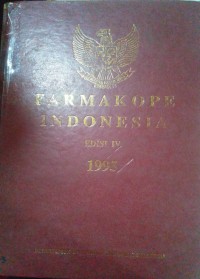 FARMAKOPE
INDONESIA
EDISI IV
1995